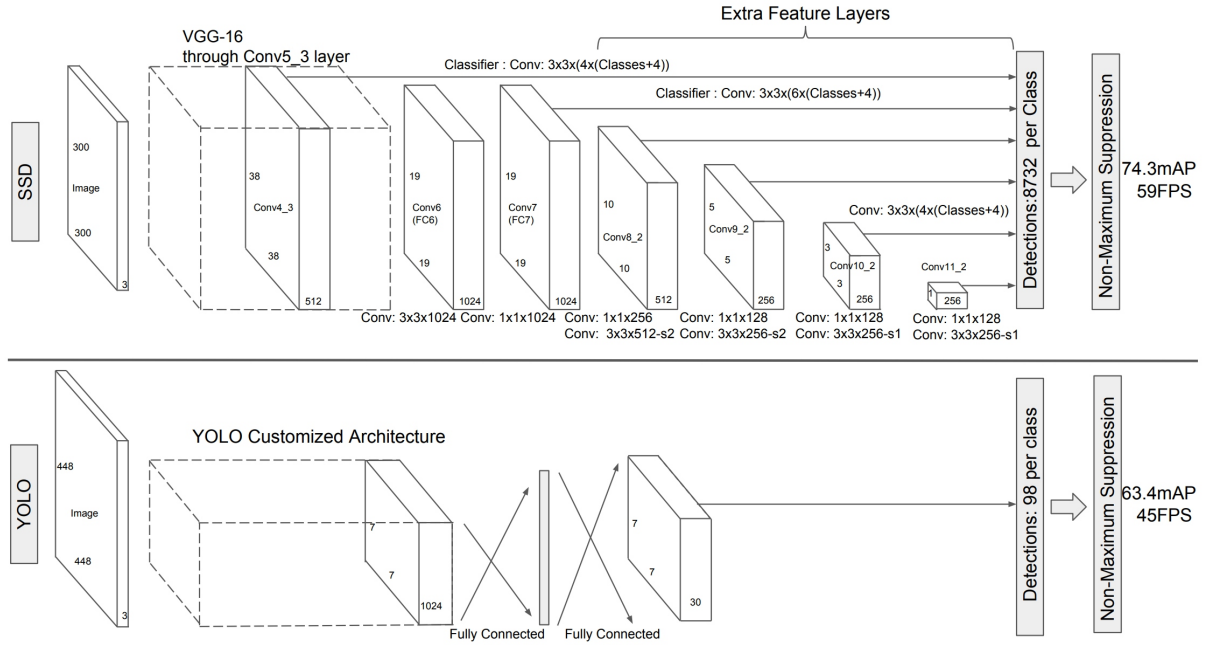 Extra Feature Layers
VGG-16
through Conv5_3 layer
Classifier : Conv: 3x3x(4x(Classes+4))
Classifier : Conv: 3x3x(6x(Classes+4))
SSD
300
Image
300
3
38
Conv4_3
38
512
19
Conv6
(FC6)
19
1024
19
Conv7
(FC7)
19
1024
10
Conv8_2
10
512
5
Conv9_2
5
256
Conv: 3x3x(4x(Classes+4))
3
Conv10_2
3
256
Conv11_2
1
256
Conv: 3x3x1024
Conv: 1x1x1024
Conv: 1x1x256
Conv: 3x3x512-s2
Conv: 1x1x128
Conv: 3x3x256-s2
Conv: 1x1x128
Conv: 3x3x256-s1
Conv: 1x1x128
Conv: 3x3x256-s1
Detections:8732 per Class
Non-Maximum Suppression
74.3mAP
59FPS
YOLO
448
Image
448
3
YOLO Customized Architecture
7
7
1024
Fully Connected
Fully Connected
7
7
30
Detections: 98 per class
Non-Maximum Suppression
63.4mAP
45FPS